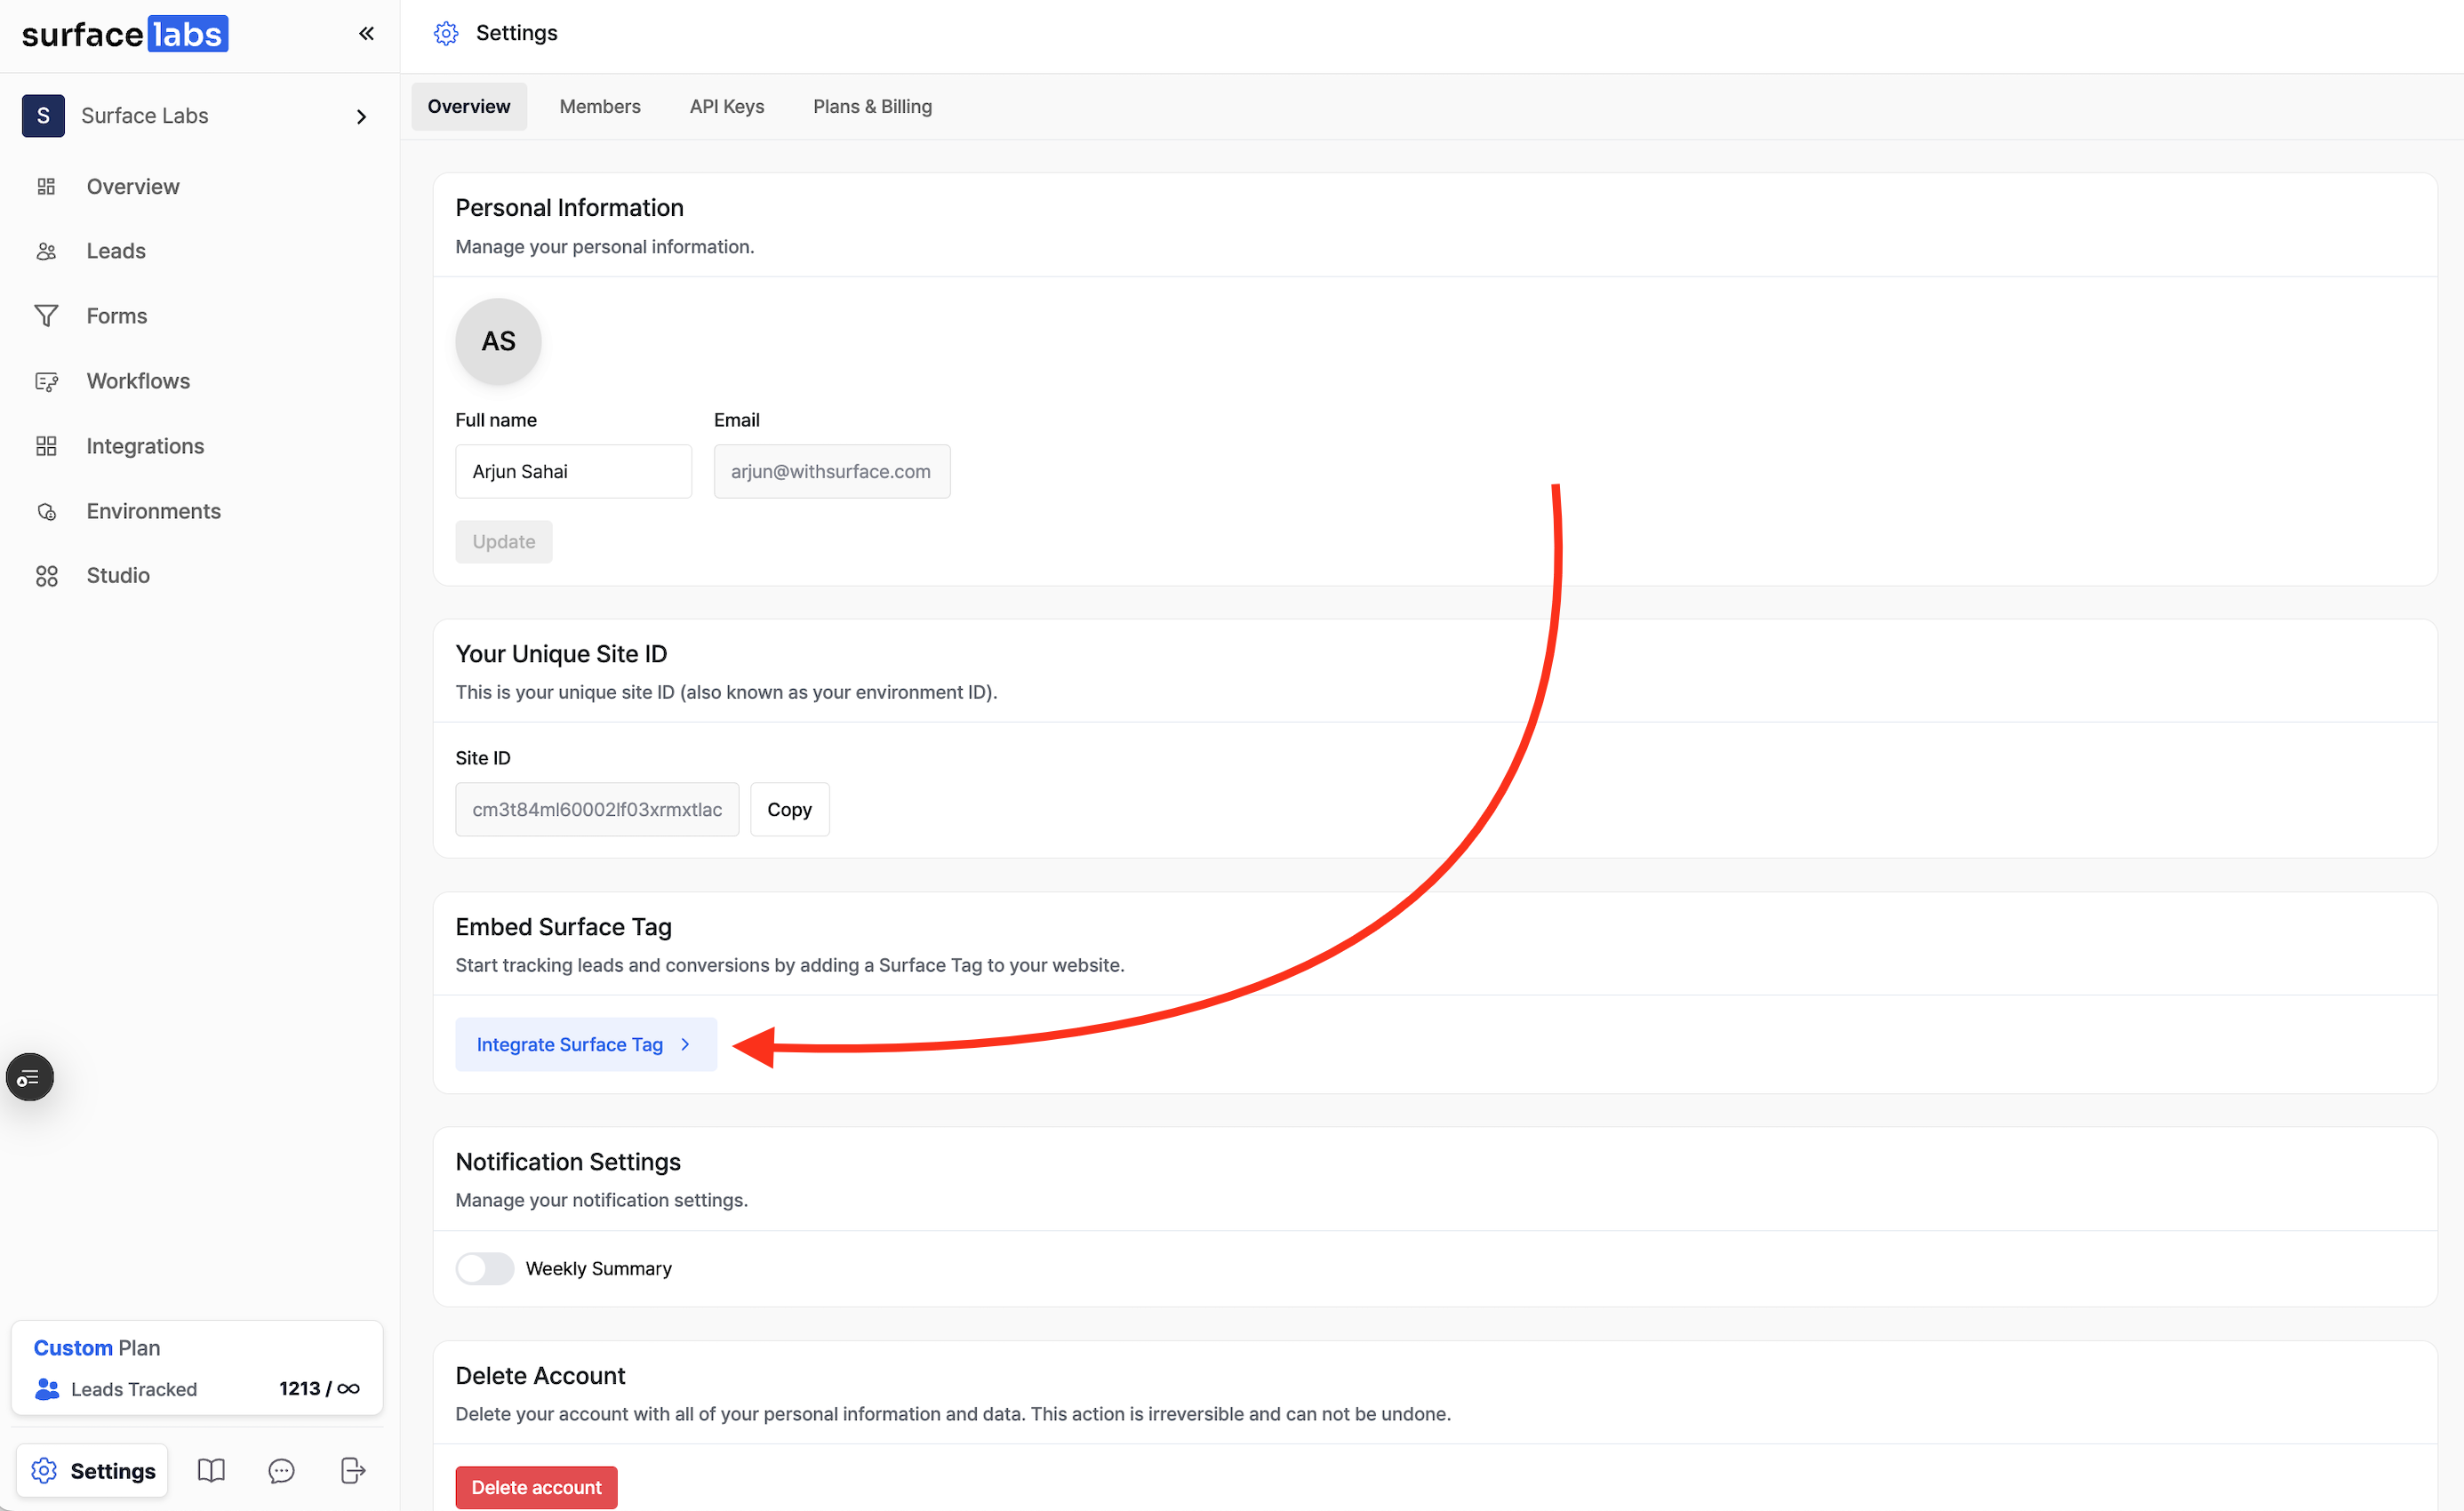 surface labs
Settings
S Surface Labs
Overview
Leads
Forms
Workflows
Integrations
Environments
Studio
Custom Plan
Leads Tracked 1213 / ∞
Settings
Overview Members API Keys Plans & Billing
Personal Information
Manage your personal information.
AS
Full name Email
Arjun Sahai arjun@withsurface.com
Update
Your Unique Site ID
This is your unique site ID (also known as your environment ID).
Site ID
cm3t84ml60002lf03xrmxtlac Copy
Embed Surface Tag
Start tracking leads and conversions by adding a Surface Tag to your website.
Integrate Surface Tag
Notification Settings
Manage your notification settings.
Weekly Summary
Delete Account
Delete your account with all of your personal information and data. This action is irreversible and can not be undone.
Delete account